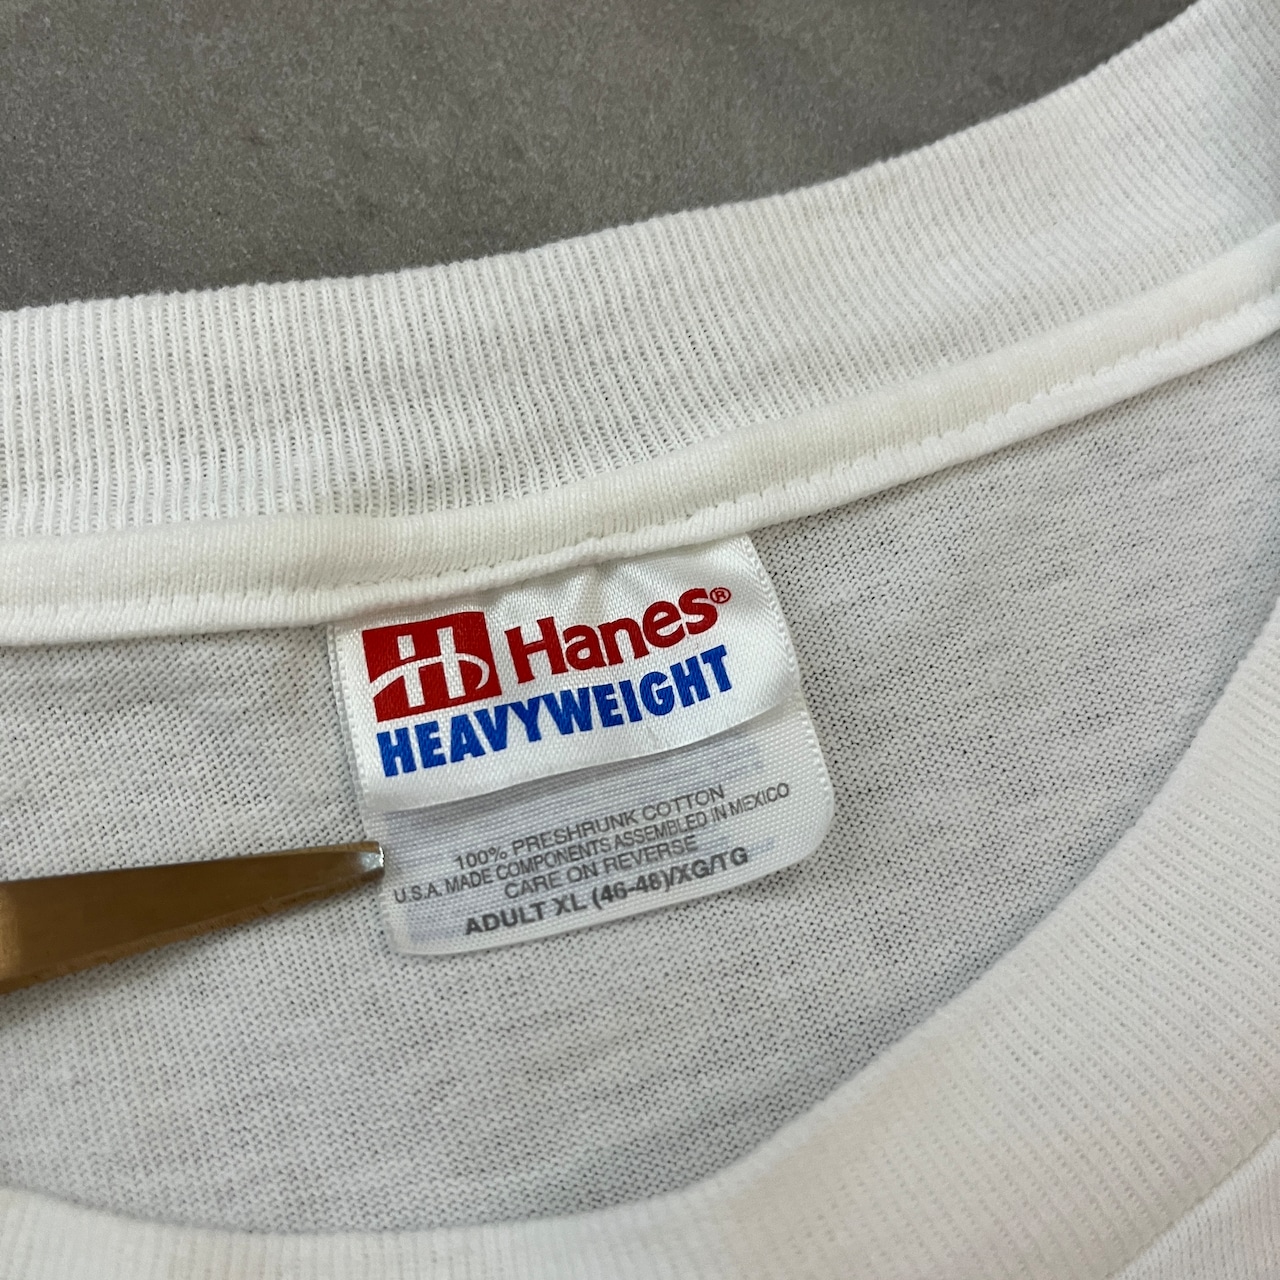 Hanes®
HEAVYWEIGHT
100% PRESHRUNK COTTON
U.S.A. MADE COMPONENTS ASSEMBLED IN MEXICO
CARE ON REVERSE
ADULT XL (46-48)/XG/TG